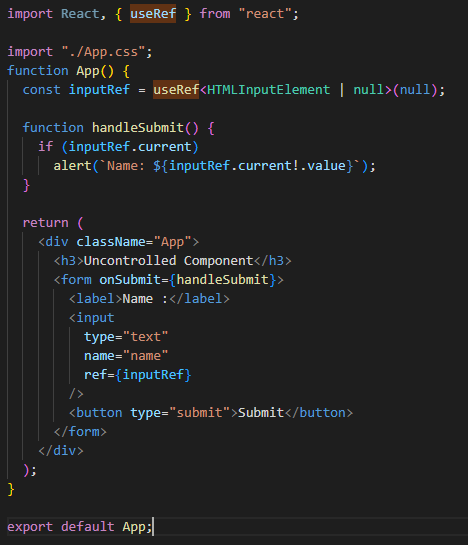 import React, { useRef } from "react";
import "./App.css";
function App() {
const inputRef = useRef<HTMLInputElement | null>(null);
function handleSubmit() {
if (inputRef.current)
alert(`Name: ${inputRef.current!.value}`);
}
return (
<div className="App">
<h3>Uncontrolled Component</h3>
<form onSubmit={handleSubmit}>
<label>Name :</label>
<input
type="text"
name="name"
ref={inputRef}
/>
<button type="submit">Submit</button>
</form>
</div>
);
}
export default App;